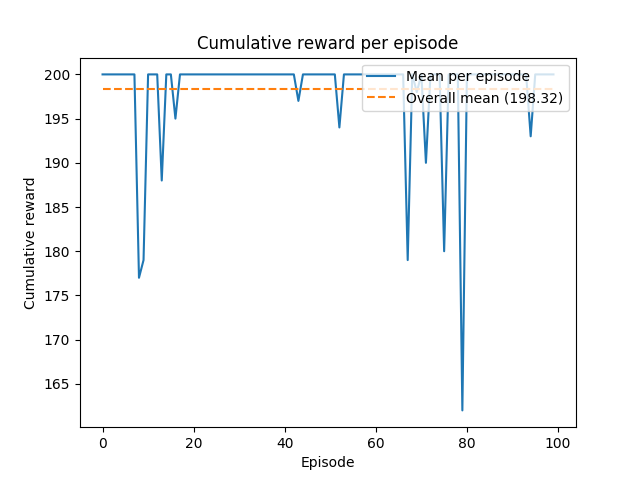 Cumulative reward per episode
Cumulative reward
200
195
190
185
180
175
170
165
Mean per episode
Overall mean (198.32)
0
20
40
60
80
100
Episode